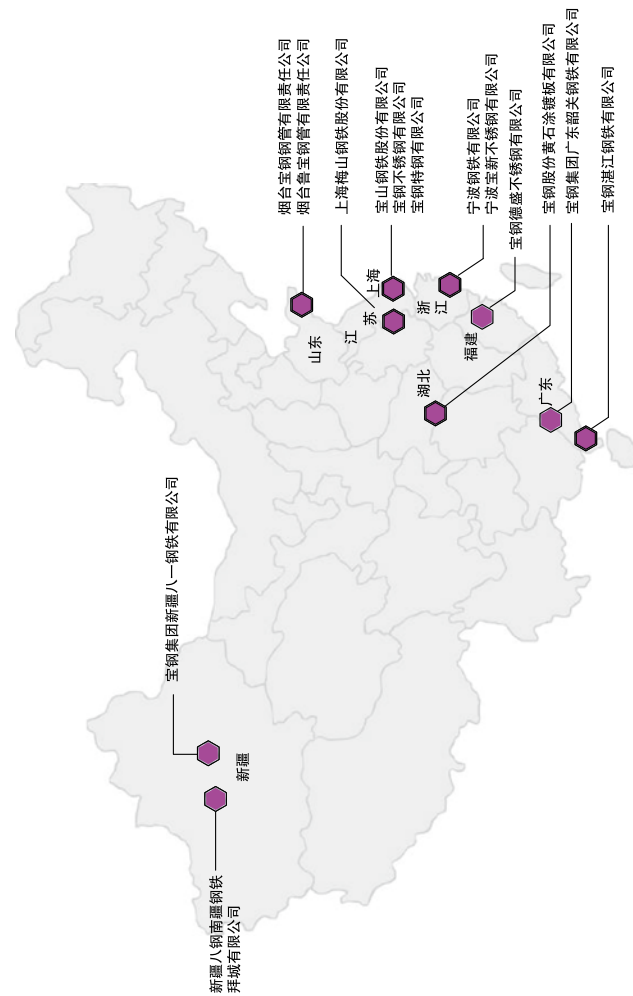 烟台宝钢钢管有限责任公司
烟台鲁宝钢管有限责任公司
上海梅山钢铁股份有限公司
宝山钢铁股份有限公司
宝钢不锈钢有限公司
宝钢特钢有限公司
宁波钢铁有限公司
宁波宝新不锈钢有限公司
宝钢德盛不锈钢有限公司
宝钢股份黄石涂镀板有限公司
宝钢集团广东韶关钢铁有限公司
宝钢湛江钢铁有限公司
山东
江 苏
上海
浙
江
福建
湖北
广东
宝钢集团新疆八一钢铁有限公司
新疆
新疆八钢南疆钢铁
拜城有限公司